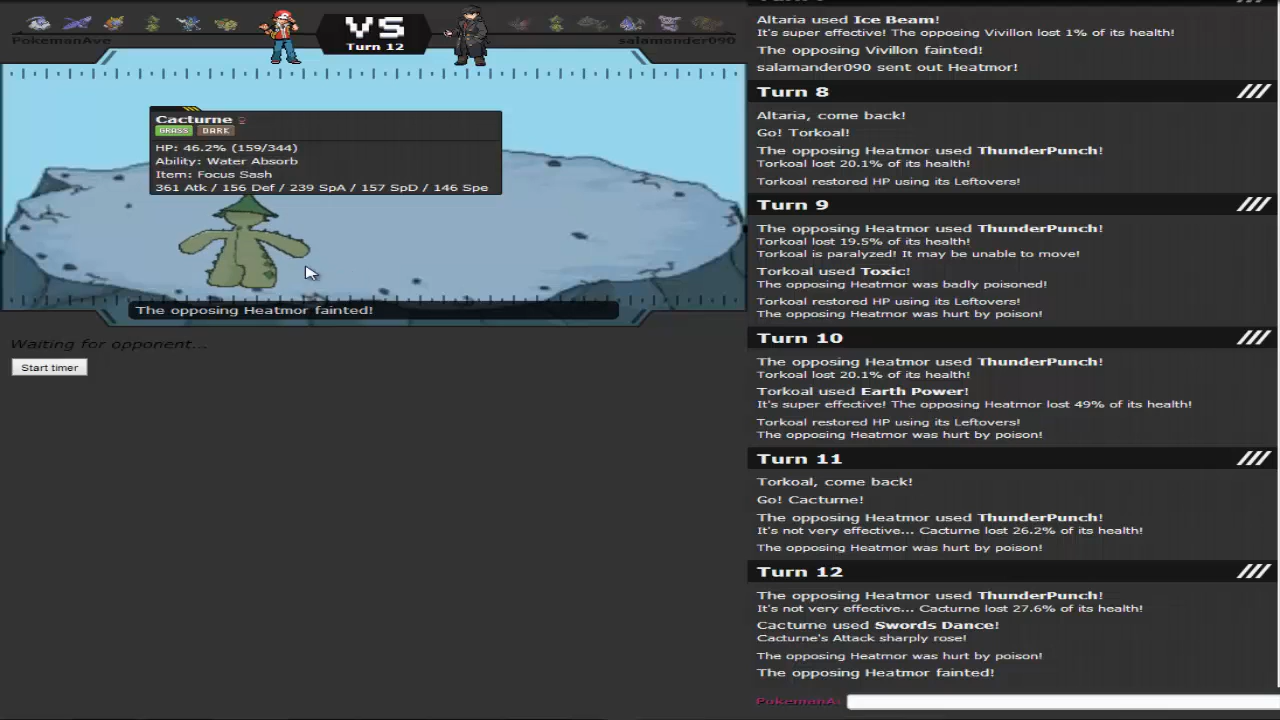 VS
Turn 12
PokemanAve
salamander090
Cacturne
GRASS DARK
HP: 46.2% (159/344)
Ability: Water Absorb
Item: Focus Sash
361 Atk / 156 Def / 239 SpA / 157 SpD / 146 Spe
The opposing Heatmor fainted!
Waiting for opponent...
Start timer
Altaria used Ice Beam!
It's super effective! The opposing Vivillon lost 1% of its health!
The opposing Vivillon fainted!
salamander090 sent out Heatmor!
Turn 8
Altaria, come back!
Go! Torkoal!
The opposing Heatmor used ThunderPunch!
Torkoal lost 20.1% of its health!
Torkoal restored HP using its Leftovers!
Turn 9
The opposing Heatmor used ThunderPunch!
Torkoal lost 19.5% of its health!
Torkoal is paralyzed! It may be unable to move!
Torkoal used Toxic!
The opposing Heatmor was badly poisoned!
Torkoal restored HP using its Leftovers!
The opposing Heatmor was hurt by poison!
Turn 10
The opposing Heatmor used ThunderPunch!
Torkoal lost 20.1% of its health!
Torkoal used Earth Power!
It's super effective! The opposing Heatmor lost 49% of its health!
Torkoal restored HP using its Leftovers!
The opposing Heatmor was hurt by poison!
Turn 11
Torkoal, come back!
Go! Cacturne!
The opposing Heatmor used ThunderPunch!
It's not very effective... Cacturne lost 26.2% of its health!
The opposing Heatmor was hurt by poison!
Turn 12
The opposing Heatmor used ThunderPunch!
It's not very effective... Cacturne lost 27.6% of its health!
Cacturne used Swords Dance!
Cacturne's Attack sharply rose!
The opposing Heatmor was hurt by poison!
The opposing Heatmor fainted!